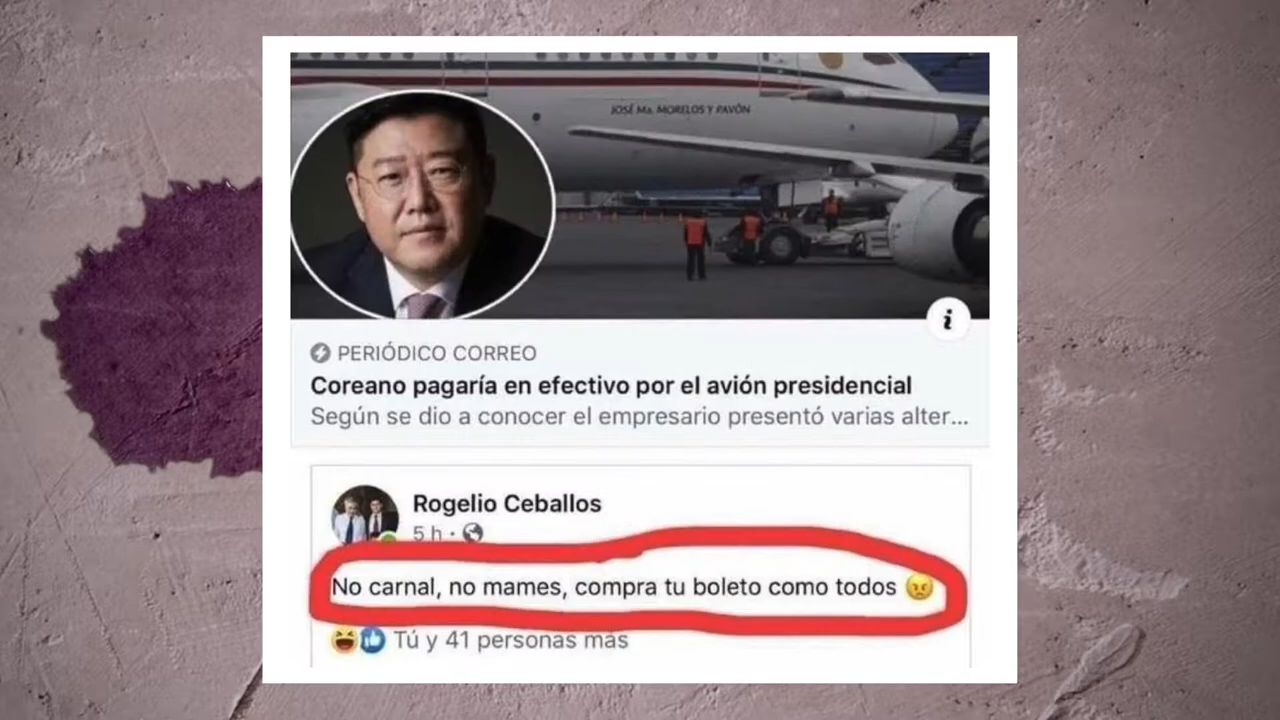 JOSÉ Ma. MORELOS Y PAVÓN
i
PERIÓDICO CORREO
Coreano pagaría en efectivo por el avión presidencial
Según se dio a conocer el empresario presentó varias alter...
Rogelio Ceballos
5 h ·
No carnal, no mames, compra tu boleto como todos 😠
Tú y 41 personas más